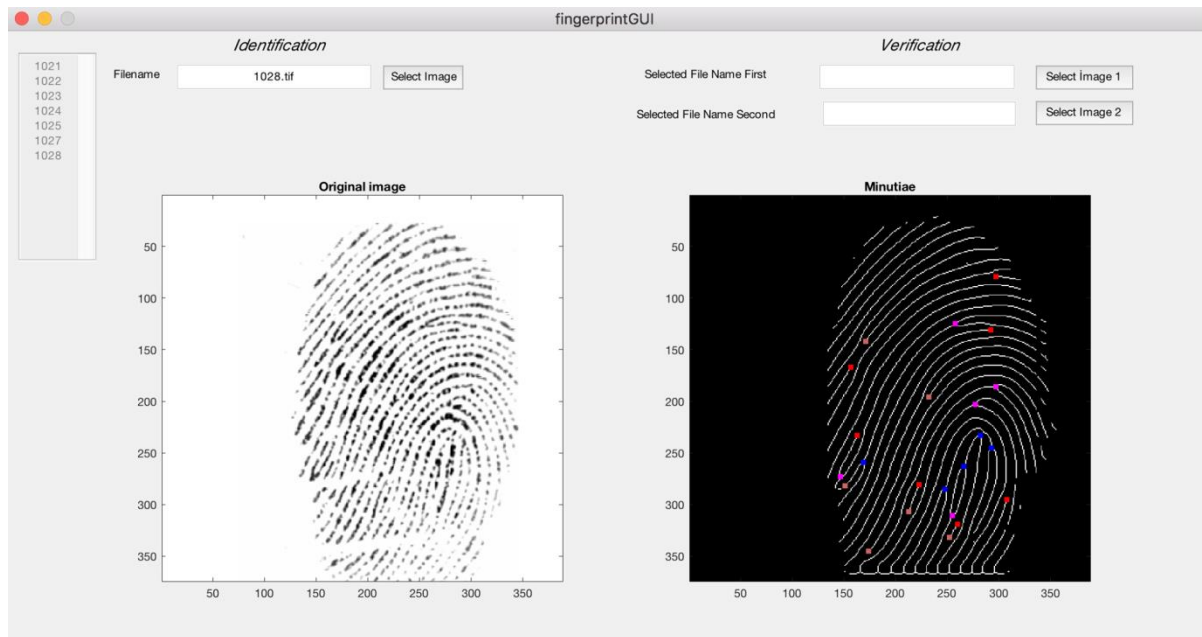 fingerprintGUI
Identification
Verification
1021
1022
1023
1024
1025
1027
1028
Filename
1028.tif
Select Image
Selected File Name First
Select İmage 1
Selected File Name Second
Select Image 2
Original image
50
100
150
200
250
300
350
50 100 150 200 250 300 350
Minutiae
50
100
150
200
250
300
350
50 100 150 200 250 300 350